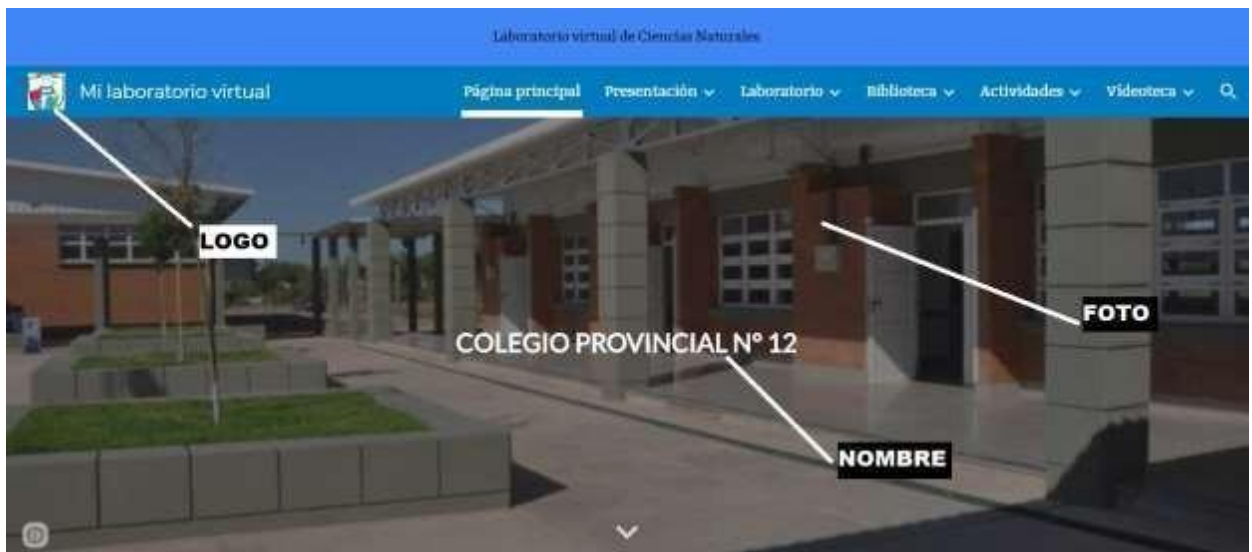 Laboratorio virtual de Ciencias Naturales
Mi laboratorio virtual
Página principal Presentación Laboratorio Biblioteca Actividades Videoteca
LOGO
FOTO
COLEGIO PROVINCIAL N° 12
NOMBRE